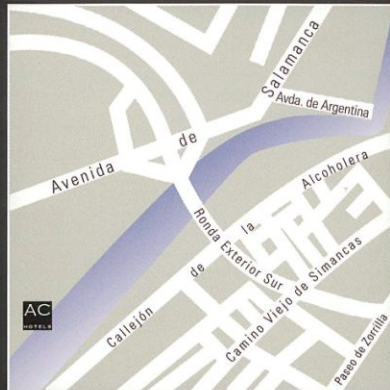 Avenida de Salamanca
Avda. de Argentina
Callejón de la Alcoholera
Ronda Exterior Sur
Camino Viejo de Simancas
Paseo de Zorrilla
AC
HOTELS